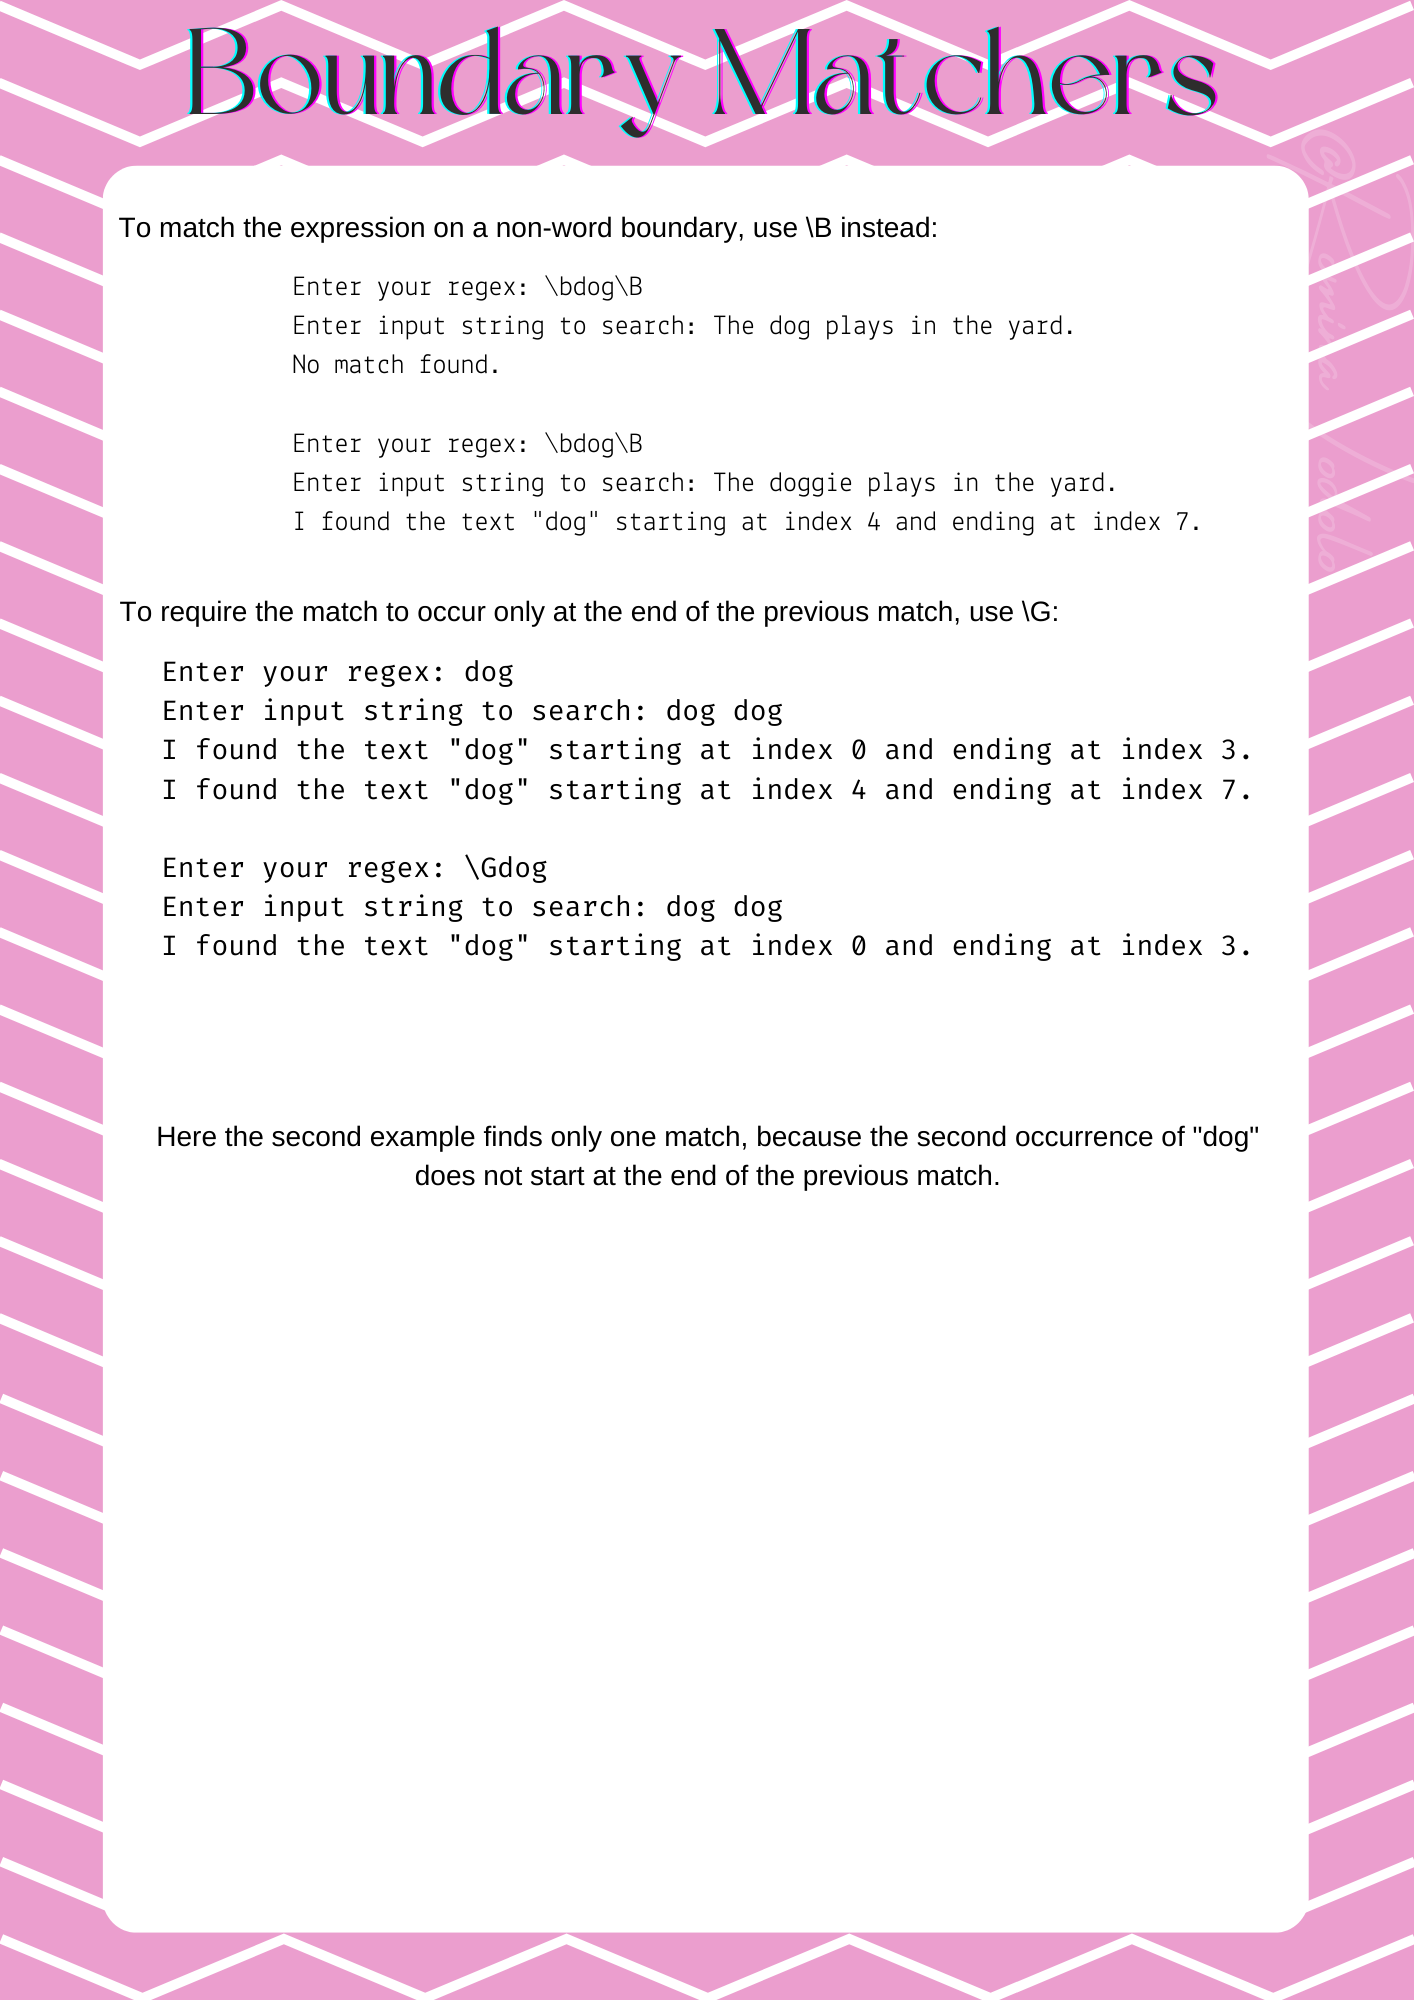 Boundary Matchers
To match the expression on a non-word boundary, use \B instead:
Enter your regex: \bdog\B
Enter input string to search: The dog plays in the yard.
No match found.
Enter your regex: \bdog\B
Enter input string to search: The doggie plays in the yard.
I found the text "dog" starting at index 4 and ending at index 7.
To require the match to occur only at the end of the previous match, use \G:
Enter your regex: dog
Enter input string to search: dog dog
I found the text "dog" starting at index 0 and ending at index 3.
I found the text "dog" starting at index 4 and ending at index 7.
Enter your regex: \Gdog
Enter input string to search: dog dog
I found the text "dog" starting at index 0 and ending at index 3.
Here the second example finds only one match, because the second occurrence of "dog"
does not start at the end of the previous match.